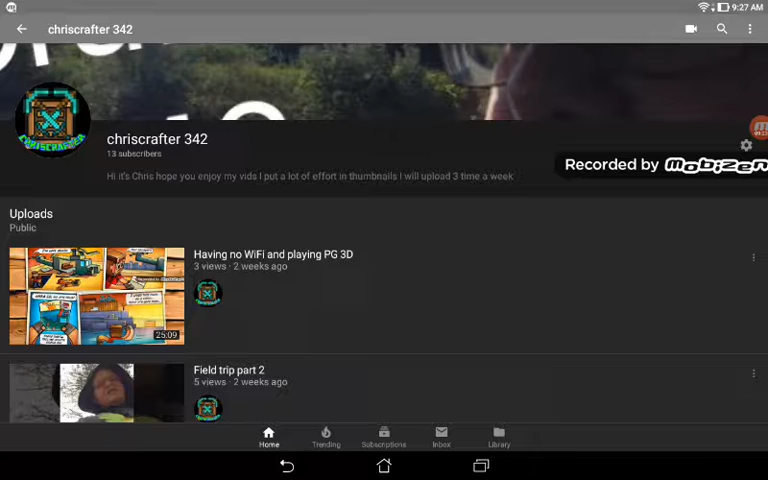 9:27 AM
chriscrafter 342
CHRISCRAFTER
chriscrafter 342
13 subscribers
Recorded by mobizen
Hi it's Chris hope you enjoy my vids I put a lot of effort in thumbnails I will upload 3 time a week
Uploads
Public
Having no WiFi and playing PG 3D
3 views · 2 weeks ago
25:09
Field trip part 2
5 views · 2 weeks ago
Home
Trending
Subscriptions
Inbox
Library